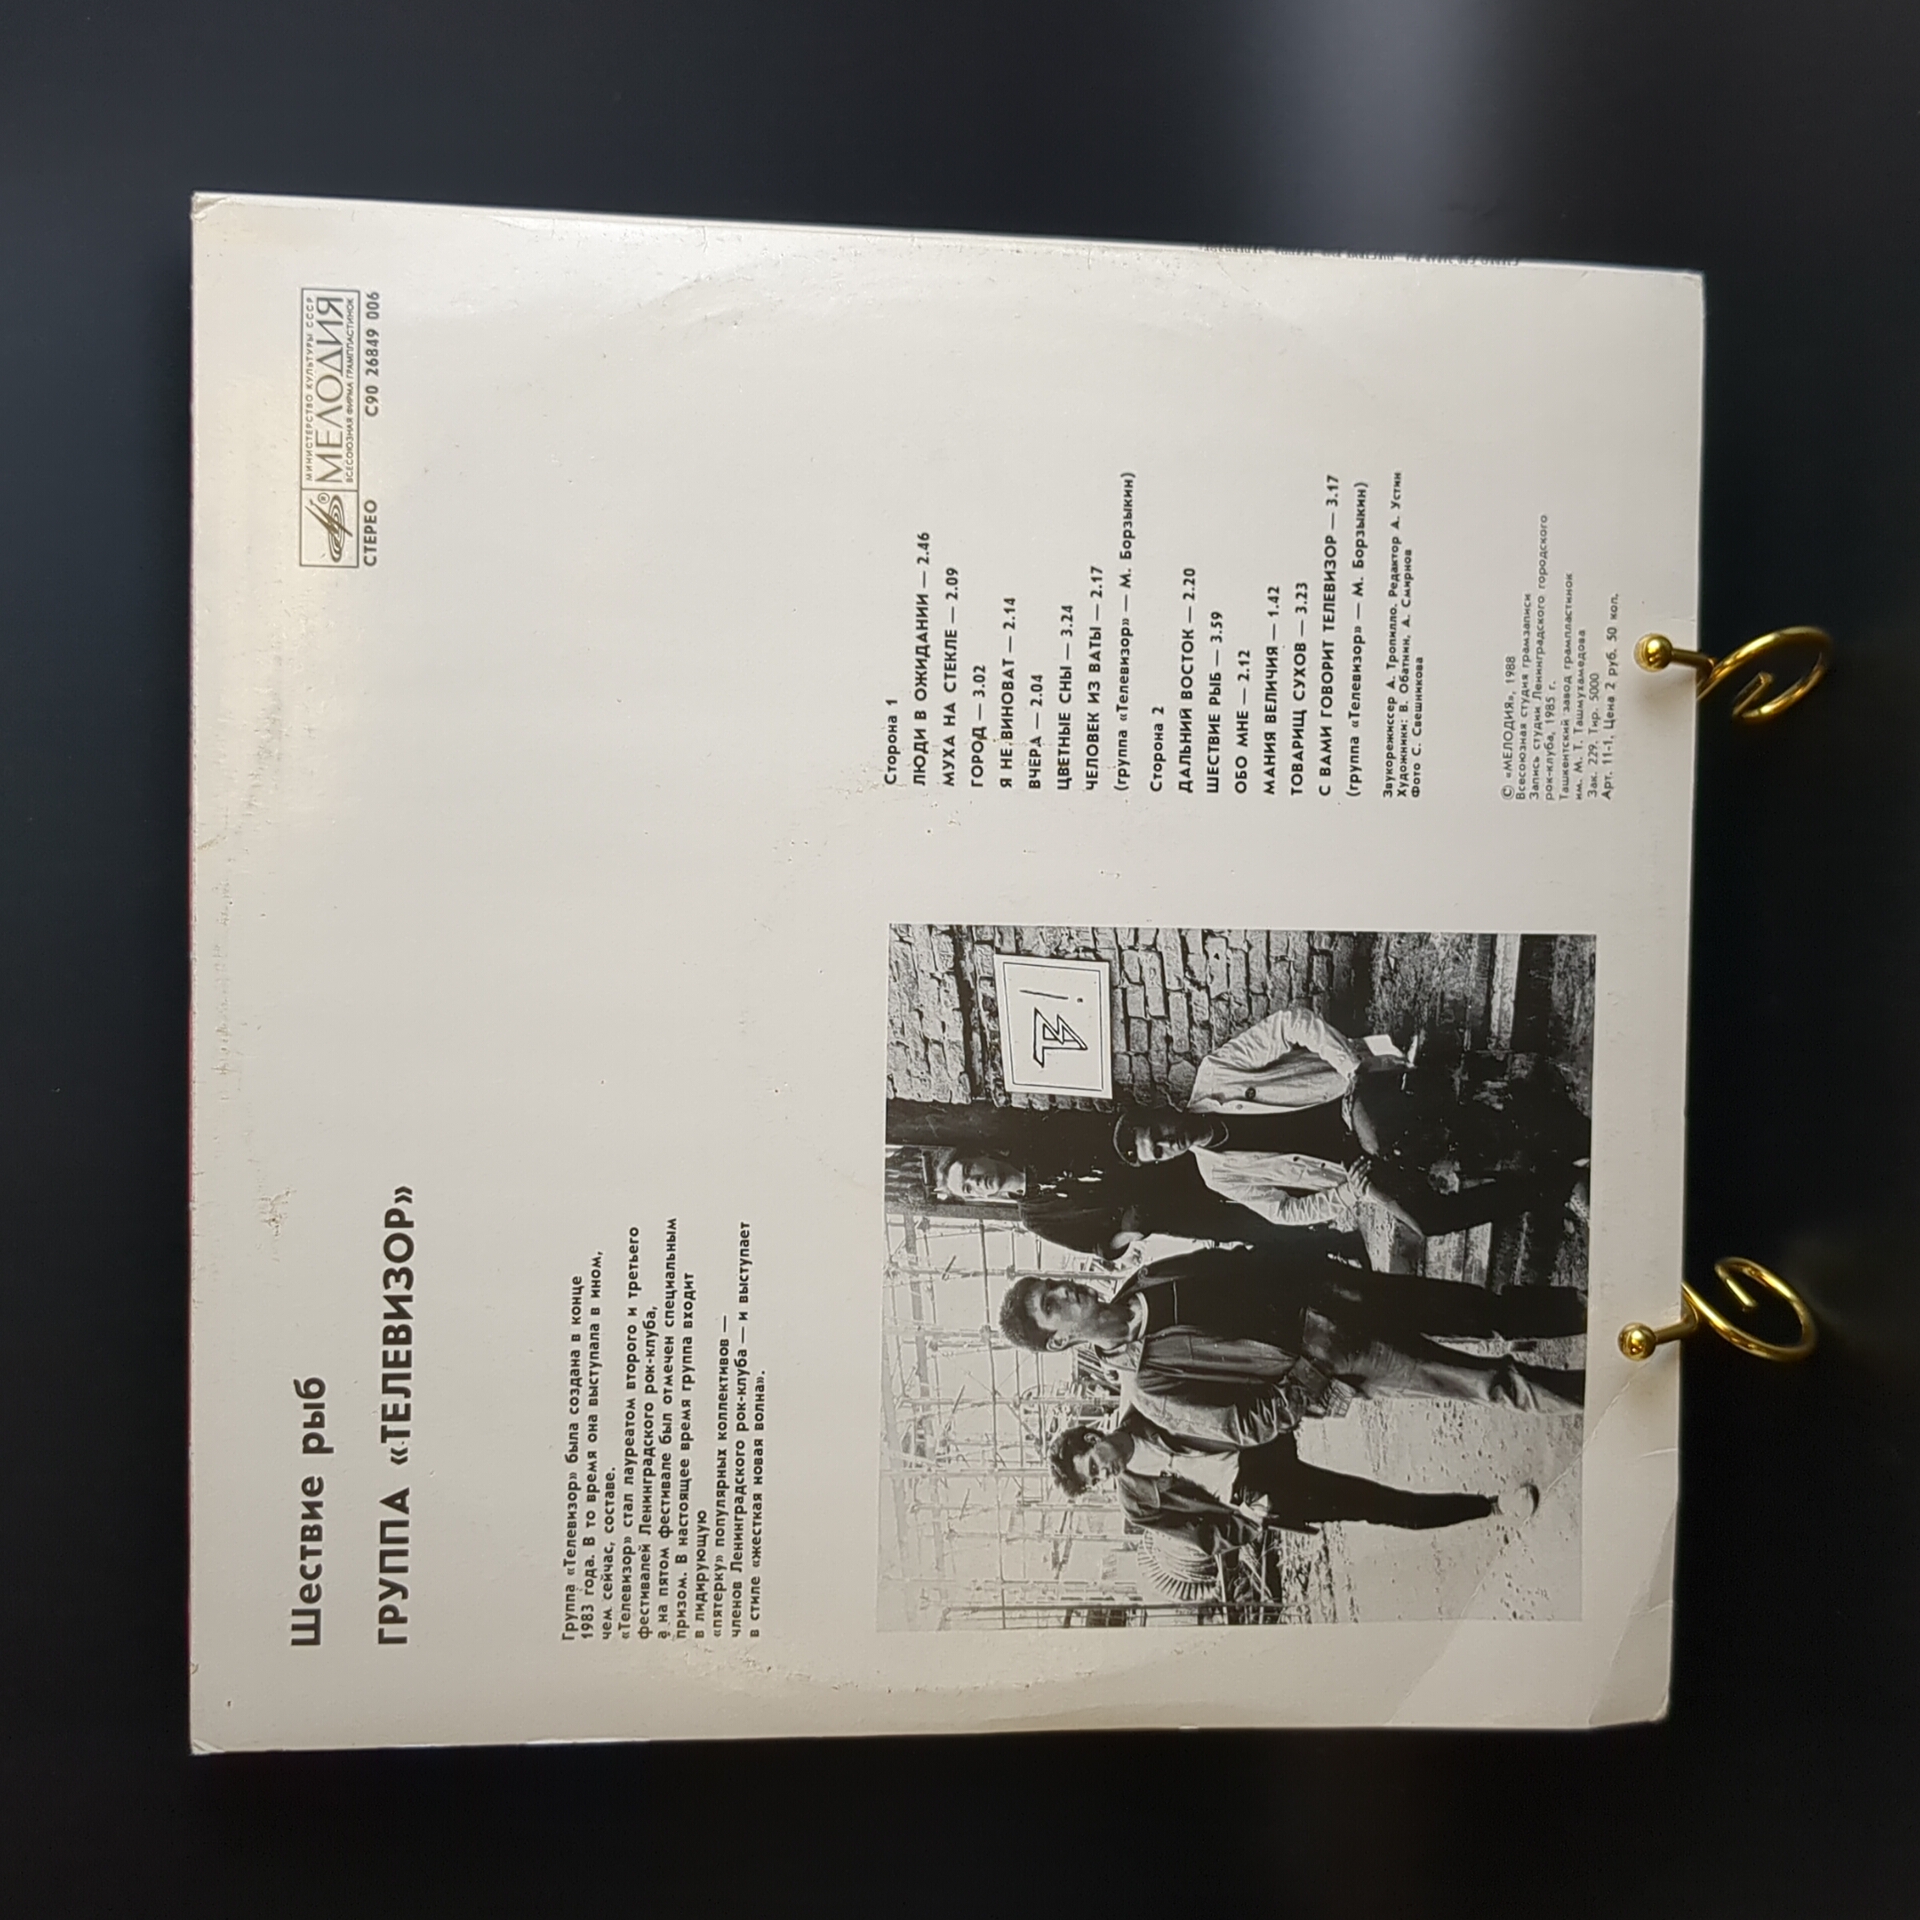 Шествие рыб
ГРУППА «ТЕЛЕВИЗОР»
МИНИСТЕРСТВО КУЛЬТУРЫ СССР
МЕЛОДИЯ
ВСЕСОЮЗНАЯ ФИРМА ГРАМПЛАСТИНОК
СТЕРЕО С90 26849 006
Группа «Телевизор» была создана в конце
1983 года. В то время она выступала в ином,
чем сейчас, составе.
«Телевизор» стал лауреатом второго и третьего
фестивалей Ленинградского рок-клуба,
а на пятом фестивале был отмечен специальным
призом. В настоящее время группа входит
в лидирующую
«пятерку» популярных коллективов —
членов Ленинградского рок-клуба — и выступает
в стиле «жесткая новая волна».
Сторона 1
ЛЮДИ В ОЖИДАНИИ — 2.46
МУХА НА СТЕКЛЕ — 2.09
ГОРОД — 3.02
Я НЕ ВИНОВАТ — 2.14
ВЧЕРА — 2.04
ЦВЕТНЫЕ СНЫ — 3.24
ЧЕЛОВЕК ИЗ ВАТЫ — 2.17
(группа «Телевизор» — М. Борзыкин)
Сторона 2
ДАЛЬНИЙ ВОСТОК — 2.20
ШЕСТВИЕ РЫБ — 3.59
ОБО МНЕ — 2.12
МАНИЯ ВЕЛИЧИЯ — 1.42
ТОВАРИЩ СУХОВ — 3.23
С ВАМИ ГОВОРИТ ТЕЛЕВИЗОР — 3.17
(группа «Телевизор» — М. Борзыкин)
Звукорежиссер А. Тропилло. Редактор А. Устин
Художники: В. Обатнин, А. Смирнов
Фото С. Свешникова
© «МЕЛОДИЯ», 1988
Всесоюзная студия грамзаписи
Запись студии Ленинградского городского
рок-клуба, 1985 г.
Ташкентский завод грампластинок
им. М. Т. Ташмухамедова
Зак. 229. Тир. 5000
Арт. 11-1. Цена 2 руб. 50 коп.